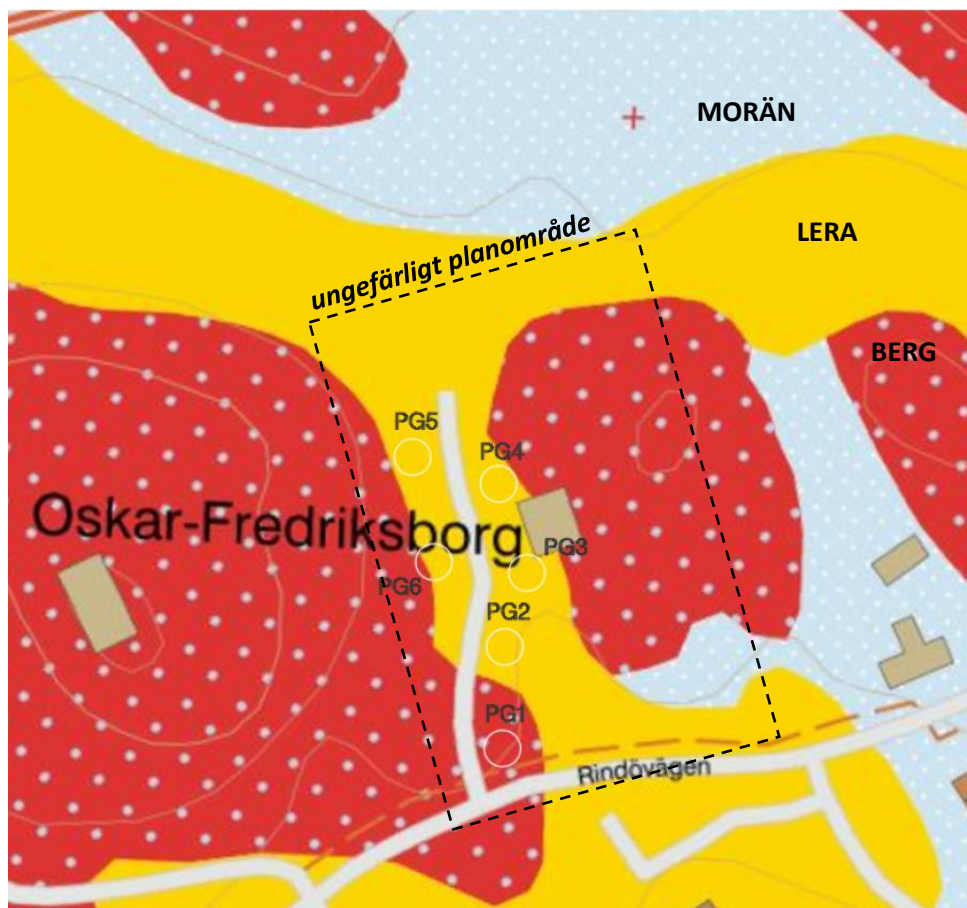 MORÄN
LERA
ungefärligt planområde
BERG
PG5
PG4
Oskar-Fredriksborg
PG3
PG6
PG2
PG1
Rindövägen